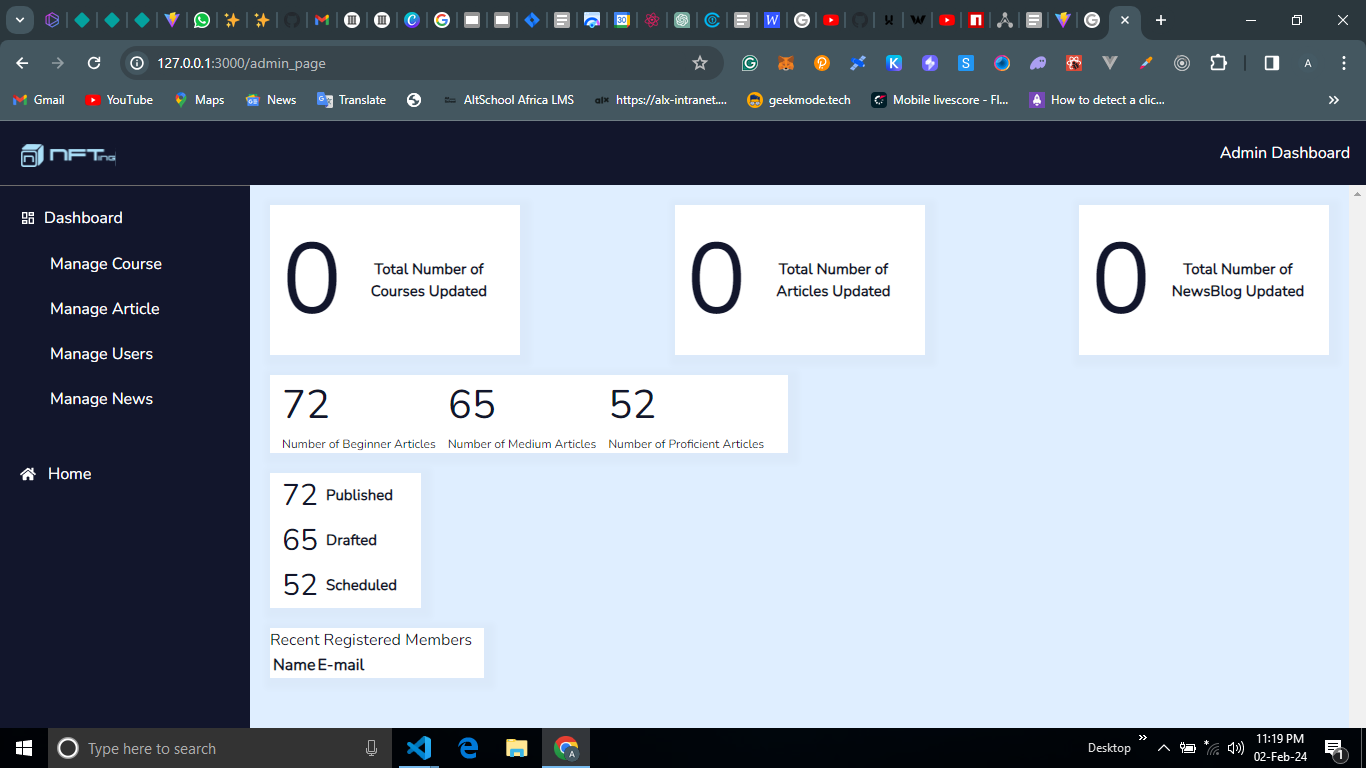 127.0.0.1:3000/admin_page
Gmail
YouTube
Maps
News
Translate
AltSchool Africa LMS
https://alx-intranet....
geekmode.tech
Mobile livescore - Fl...
How to detect a clic...
NFTing
Admin Dashboard
Dashboard
Manage Course
Manage Article
Manage Users
Manage News
Home
0
Total Number of
Courses Updated
0
Total Number of
Articles Updated
0
Total Number of
NewsBlog Updated
72 65 52
Number of Beginner Articles Number of Medium Articles Number of Proficient Articles
72 Published
65 Drafted
52 Scheduled
Recent Registered Members
Name E-mail
Type here to search
Desktop
11:19 PM
02-Feb-24
1